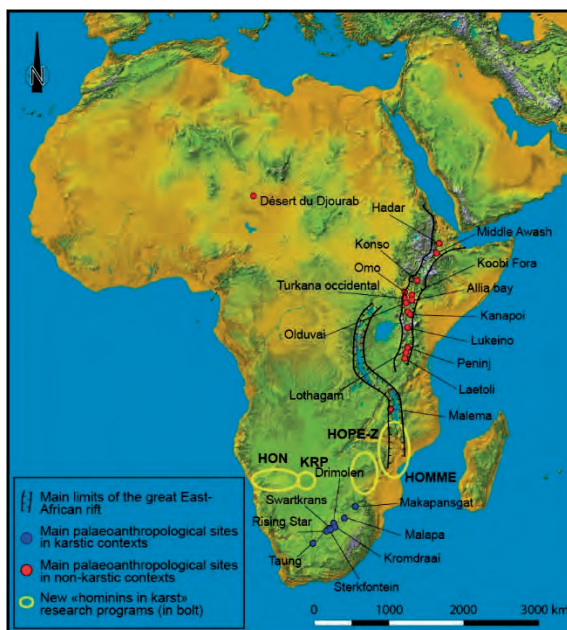 N
Désert du Djourab
Hadar
Middle Awash
Konso
Koobi Fora
Omo
Allia bay
Turkana occidental
Kanapoi
Olduvai
Lukeino
Peninj
Laetoli
Lothagam
Malema
HOPE-Z
HON
KRP
Drimolen
HOMME
Swartkrans
Makapansgat
Rising Star
Malapa
Taung
Kromdraai
Sterkfontein
Main limits of the great East-
African rift
Main palaeoanthropological sites
in karstic contexts
Main palaeoanthropological sites
in non-karstic contexts
New «hominins in karst»
research programs (in bolt)
0 1000 2000 3000 km